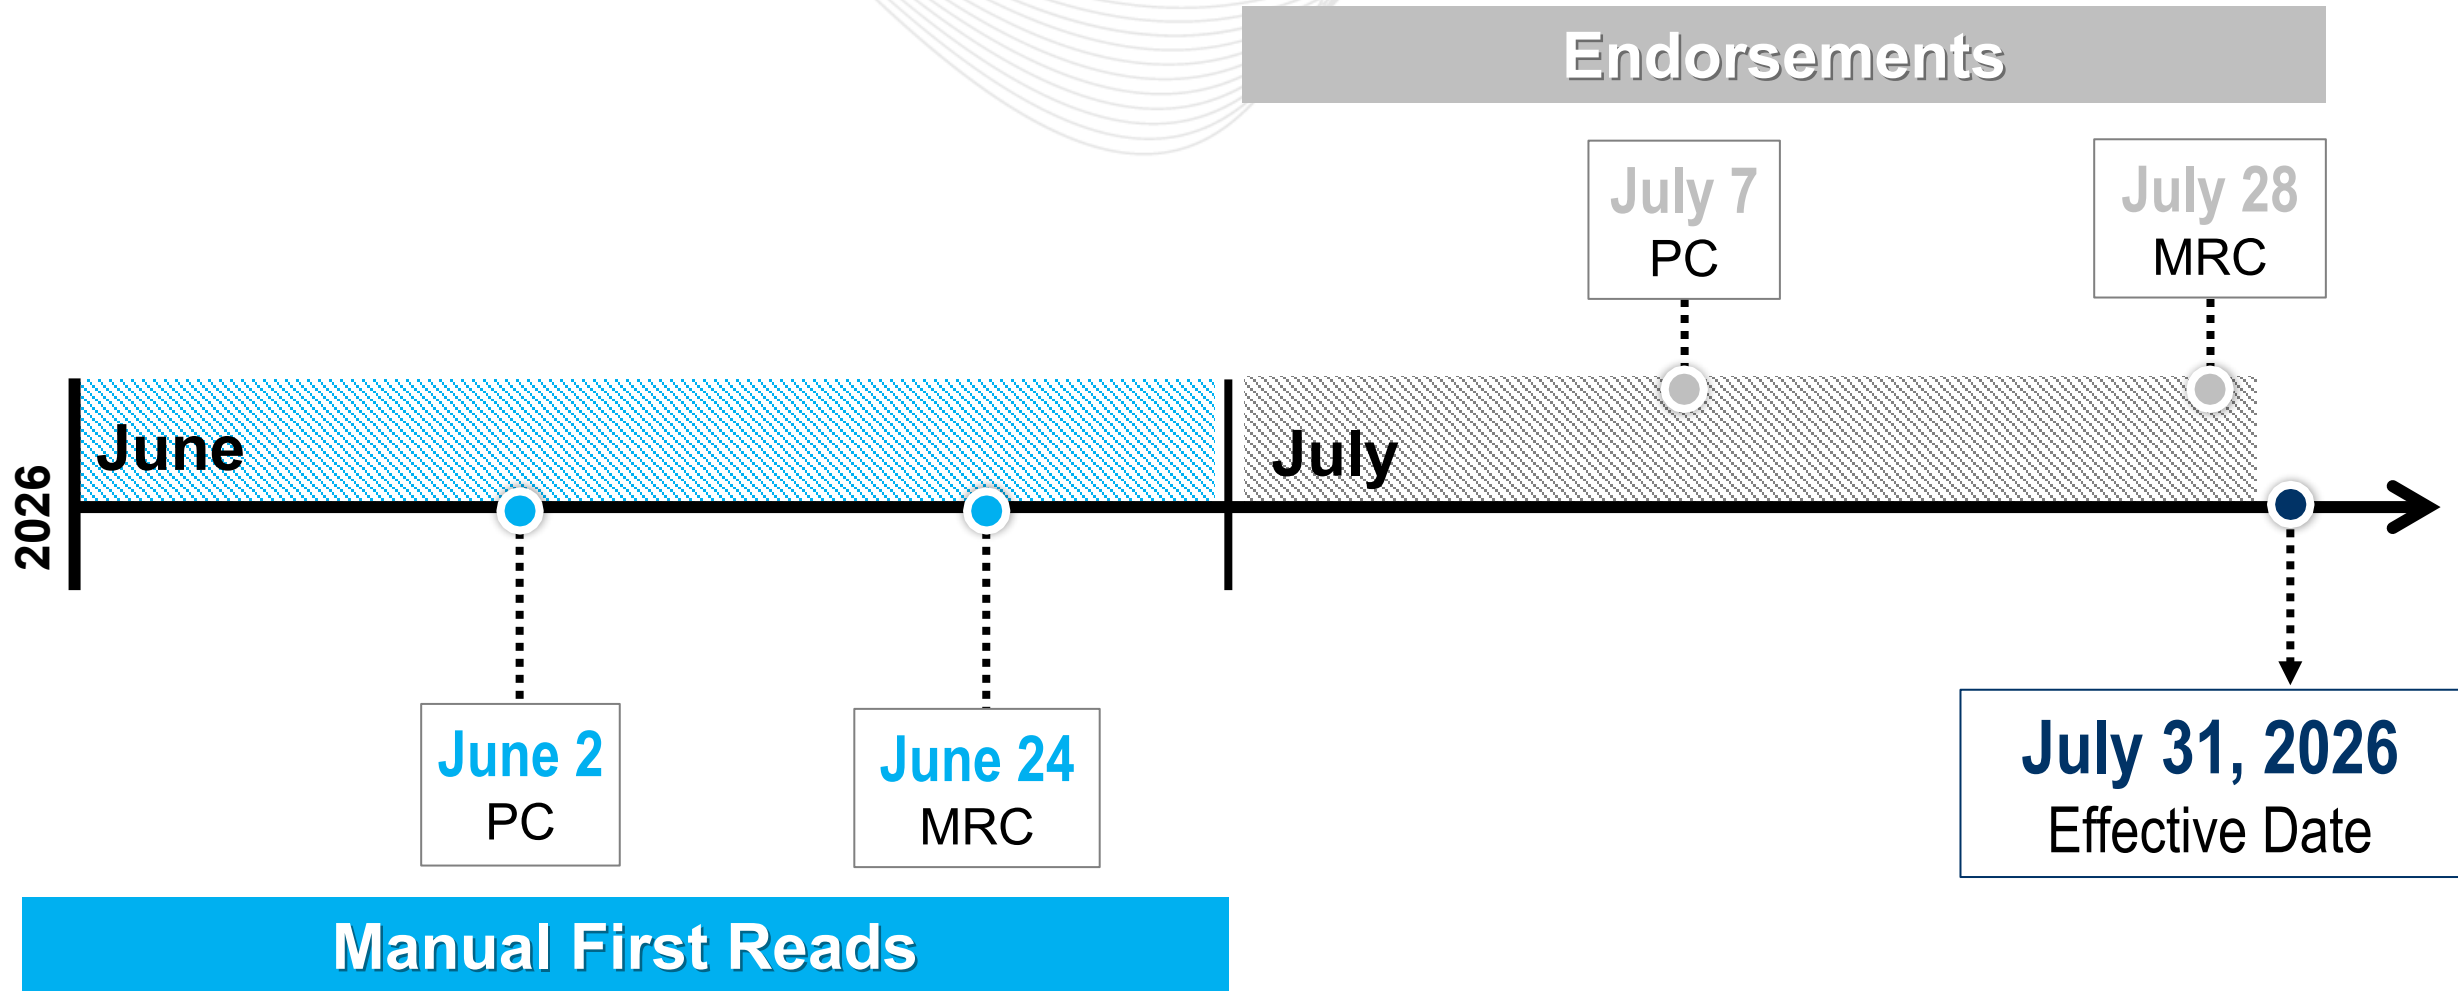 Endorsements
July 7
PC
July 28
MRC
2026
June
July
June 2
PC
June 24
MRC
July 31, 2026
Effective Date
Manual First Reads